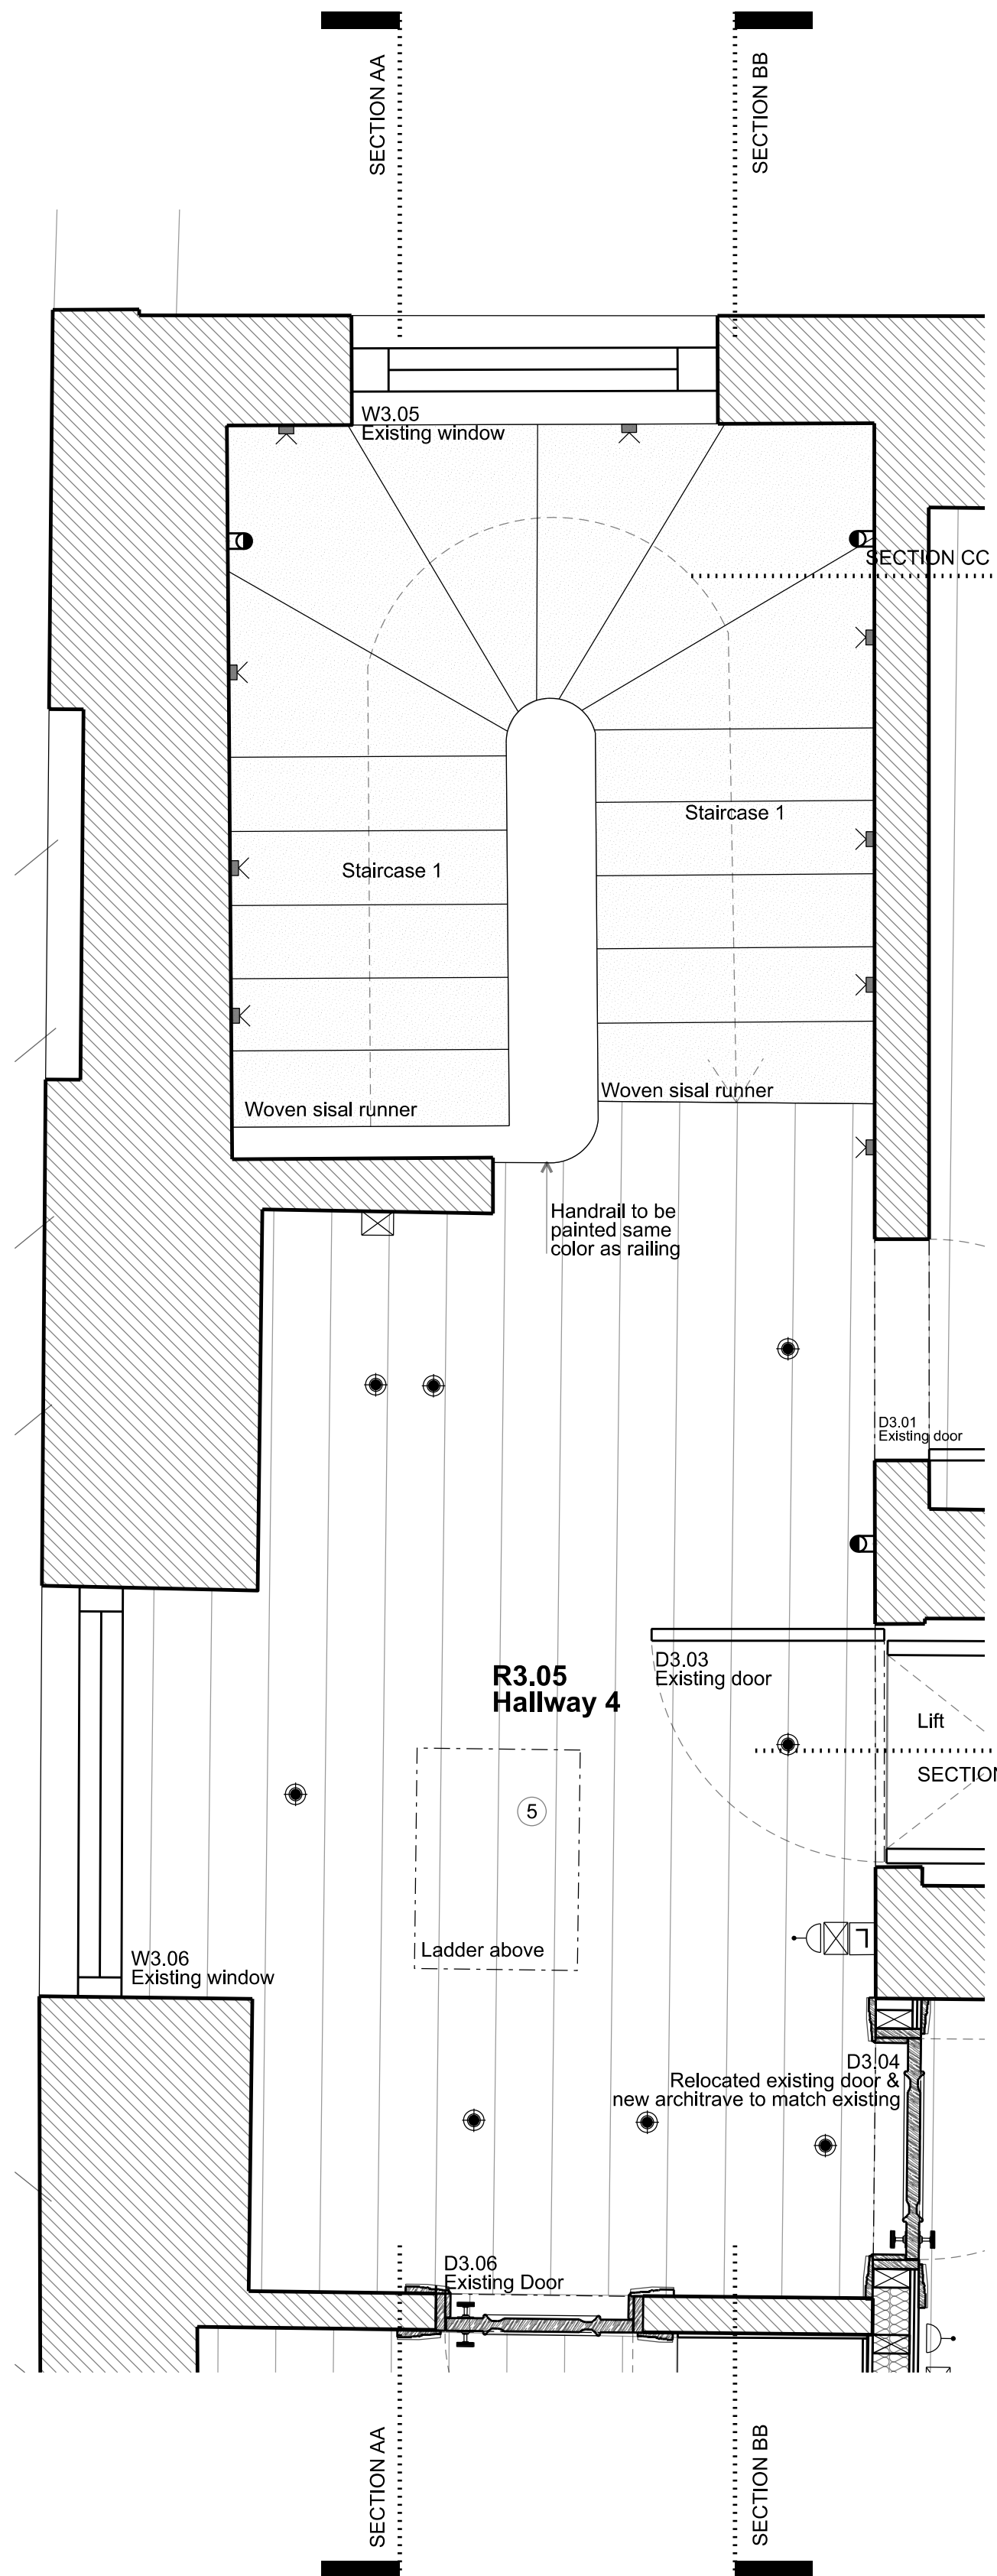 SECTION AA
SECTION BB
W3.05
Existing window
SECTION CC
Staircase 1
Staircase 1
Woven sisal runner
Woven sisal runner
Handrail to be
painted same
color as railing
D3.01
Existing door
D3.03
Existing door
R3.05
Hallway 4
Lift
SECTION
5
Ladder above
W3.06
Existing window
L
D3.04
Relocated existing door &
new architrave to match existing
D3.06
Existing Door
SECTION AA
SECTION BB